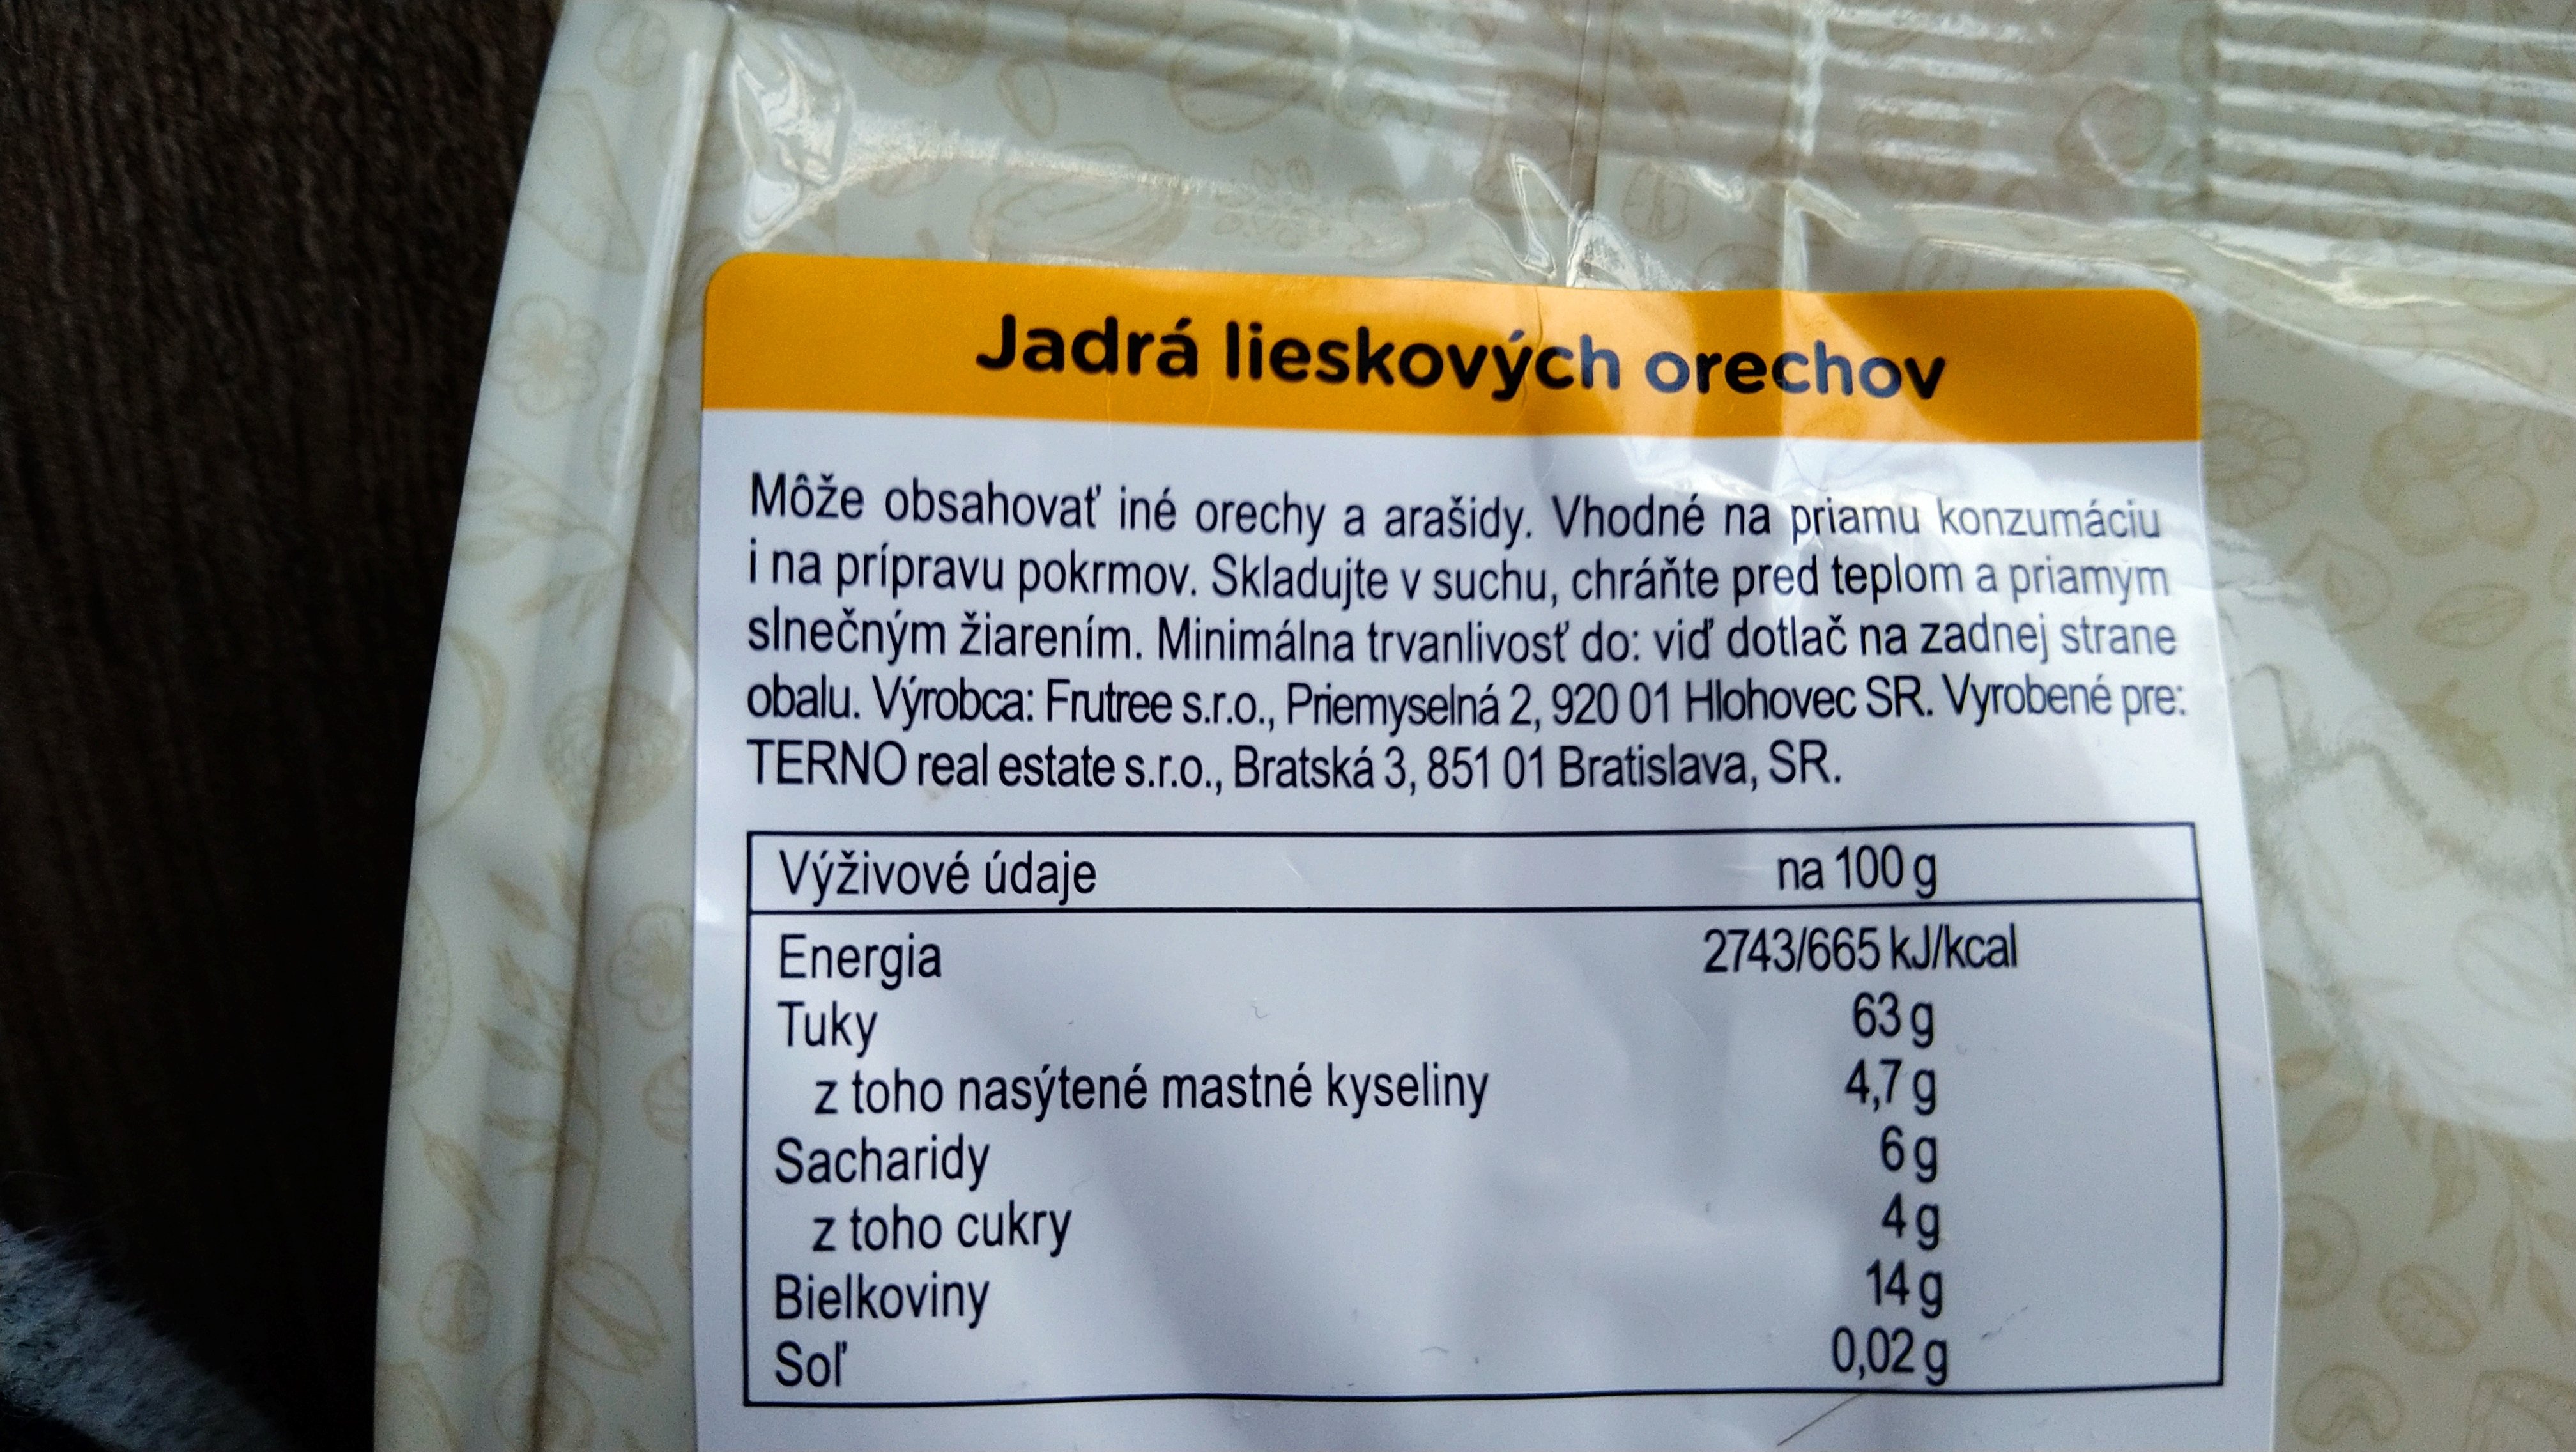 Jadrá lieskových orechov
Môže obsahovať iné orechy a arašidy. Vhodné na priamu konzumáciu
i na prípravu pokrmov. Skladujte v suchu, chráňte pred teplom a priamym
slnečným žiarením. Minimálna trvanlivosť do: viď dotlač na zadnej strane
obalu. Výrobca: Frutree s.r.o., Priemyselná 2, 920 01 Hlohovec SR. Vyrobené pre:
TERNO real estate s.r.o., Bratská 3, 851 01 Bratislava, SR.
Výživové údaje na 100 g
Energia 2743/665 kJ/kcal
Tuky 63 g
z toho nasýtené mastné kyseliny 4,7 g
Sacharidy 6 g
z toho cukry 4 g
Bielkoviny 14 g
Soľ 0,02 g